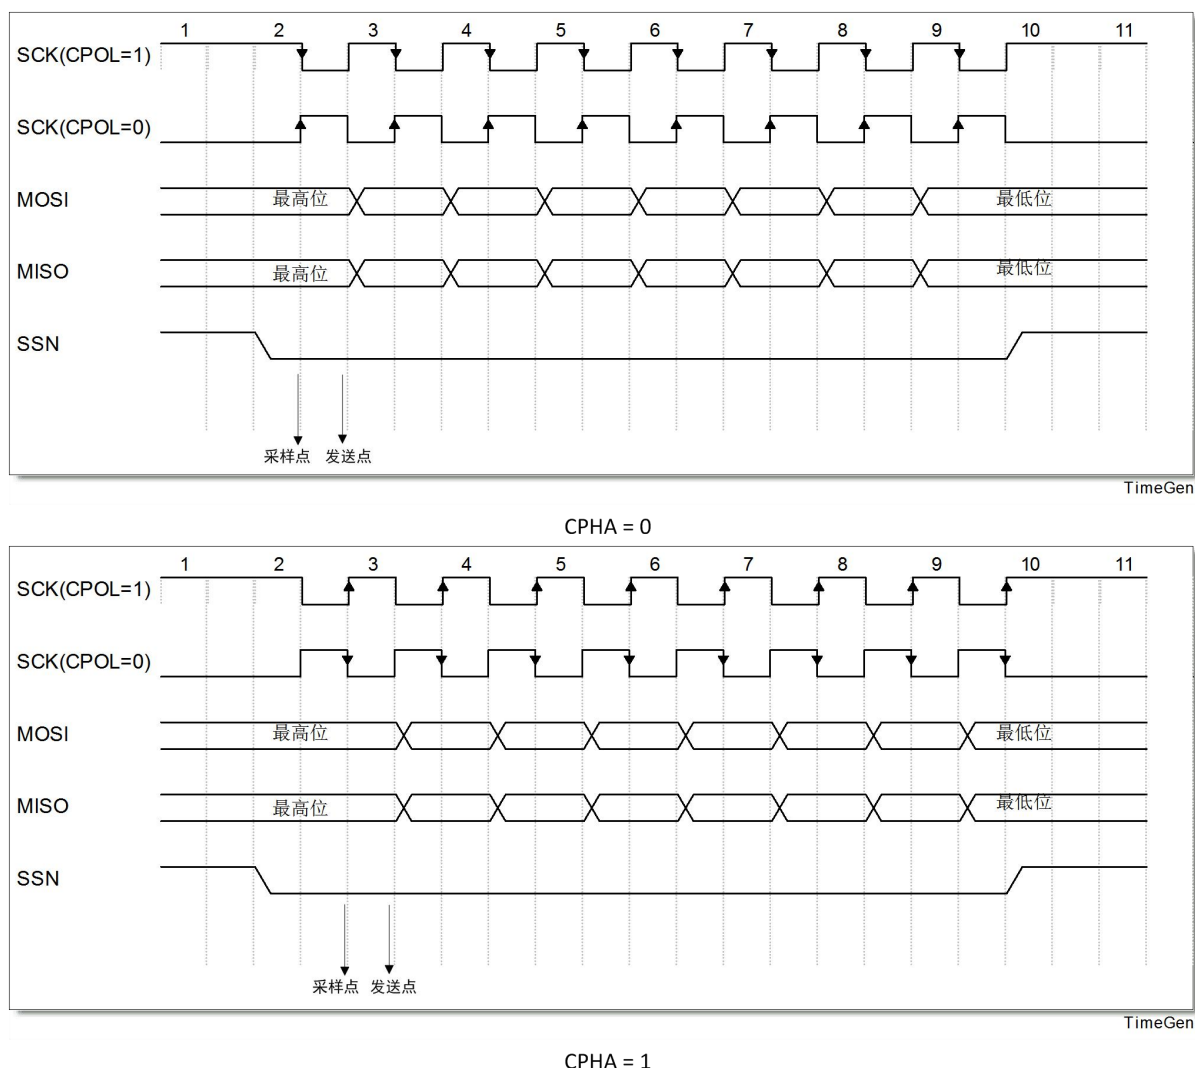 1 2 3 4 5 6 7 8 9 10 11
SCK(CPOL=1)
SCK(CPOL=0)
MOSI 最高位 最低位
MISO 最高位 最低位
SSN
采样点 发送点
TimeGen
CPHA = 0
1 2 3 4 5 6 7 8 9 10 11
SCK(CPOL=1)
SCK(CPOL=0)
MOSI 最高位 最低位
MISO 最高位 最低位
SSN
采样点 发送点
TimeGen
CPHA = 1